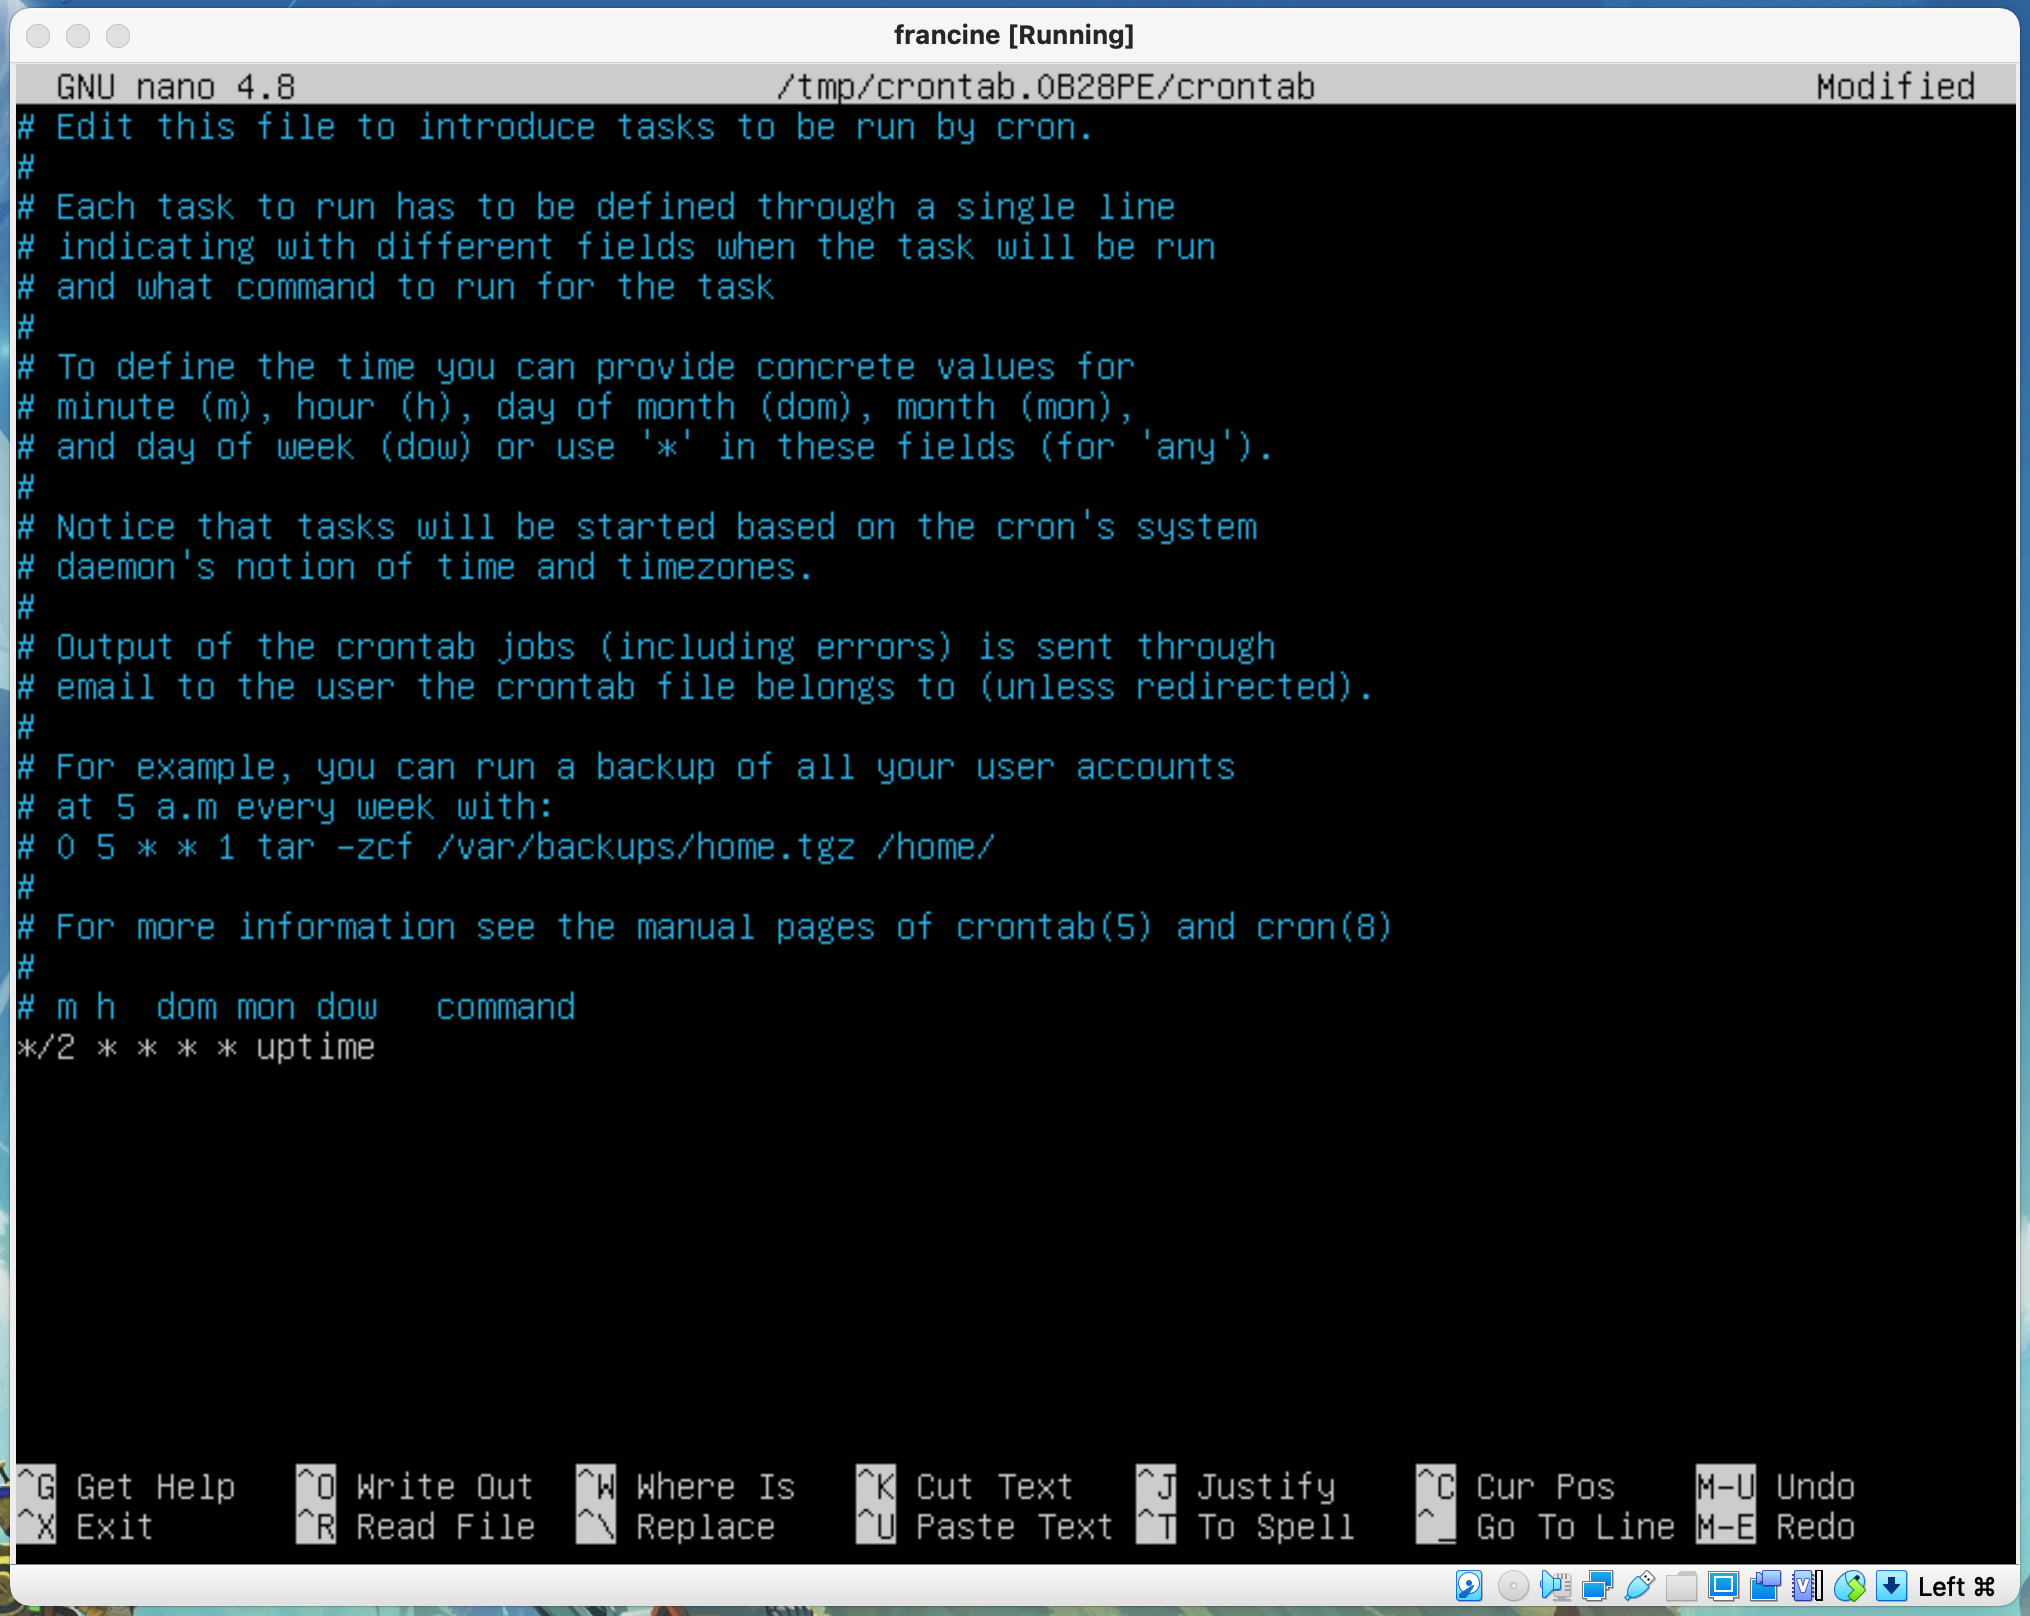 francine [Running]
GNU nano 4.8 /tmp/crontab.OB28PE/crontab Modified
# Edit this file to introduce tasks to be run by cron.
#
# Each task to run has to be defined through a single line
# indicating with different fields when the task will be run
# and what command to run for the task
#
# To define the time you can provide concrete values for
# minute (m), hour (h), day of month (dom), month (mon),
# and day of week (dow) or use '*' in these fields (for 'any').
#
# Notice that tasks will be started based on the cron's system
# daemon's notion of time and timezones.
#
# Output of the crontab jobs (including errors) is sent through
# email to the user the crontab file belongs to (unless redirected).
#
# For example, you can run a backup of all your user accounts
# at 5 a.m every week with:
# 0 5 * * 1 tar -zcf /var/backups/home.tgz /home/
#
# For more information see the manual pages of crontab(5) and cron(8)
#
# m h  dom mon dow   command
*/2 * * * * uptime
^G Get Help ^O Write Out ^W Where Is ^K Cut Text ^J Justify ^C Cur Pos M-U Undo
^X Exit ^R Read File ^\ Replace ^U Paste Text ^T To Spell ^_ Go To Line M-E Redo
Left ⌘